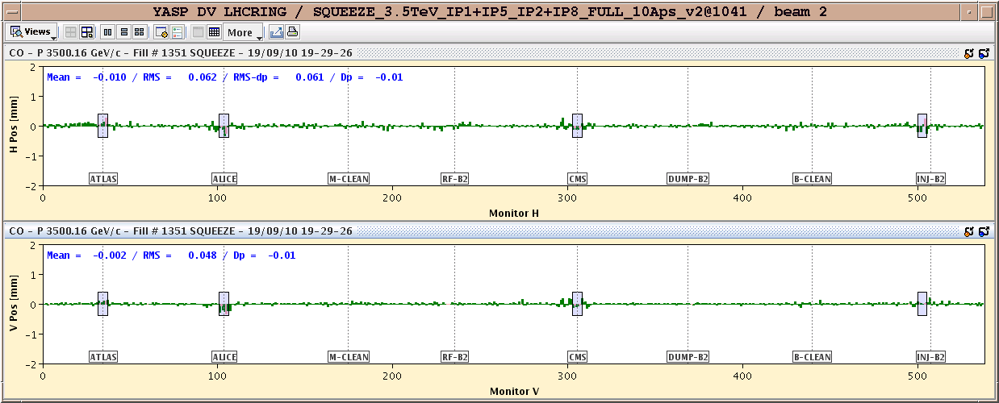 YASP DV LHCRING / SQUEEZE_3.5TeV_IP1+IP5_IP2+IP8_FULL_10Aps_v2@1041 / beam 2
Views More
CO - P 3500.16 GeV/c - Fill # 1351 SQUEEZE - 19/09/10 19-29-26
Mean = -0.010 / RMS = 0.062 / RMS-dp = 0.061 / Dp = -0.01
H Pos [mm]
2
1
0
-1
-2
ATLAS ALICE M-CLEAN RF-B2 CMS DUMP-B2 B-CLEAN INJ-B2
0 100 200 300 400 500
Monitor H
CO - P 3500.16 GeV/c - Fill # 1351 SQUEEZE - 19/09/10 19-29-26
Mean = -0.002 / RMS = 0.048 / Dp = -0.01
V Pos [mm]
2
1
0
-1
-2
ATLAS ALICE M-CLEAN RF-B2 CMS DUMP-B2 B-CLEAN INJ-B2
0 100 200 300 400 500
Monitor V